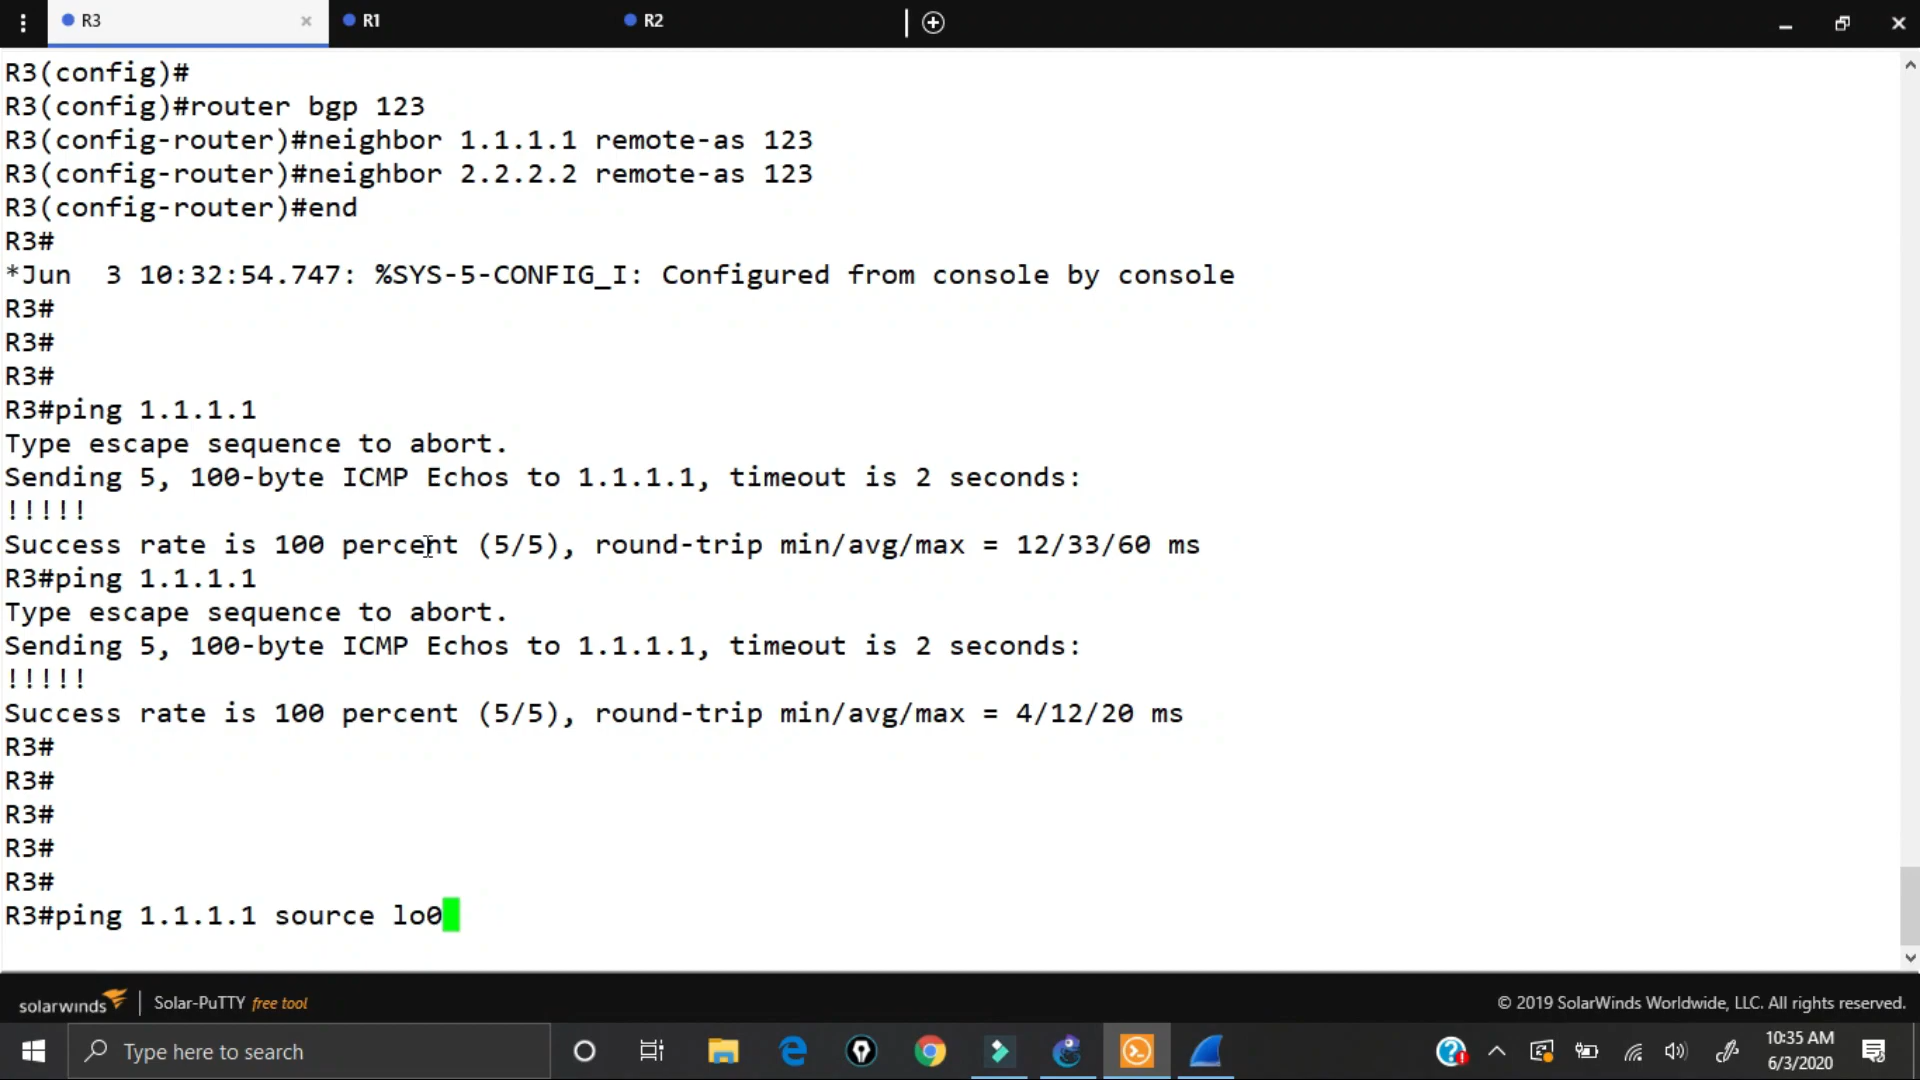 R3
R1
R2
R3(config)#
R3(config)#router bgp 123
R3(config-router)#neighbor 1.1.1.1 remote-as 123
R3(config-router)#neighbor 2.2.2.2 remote-as 123
R3(config-router)#end
R3#
*Jun  3 10:32:54.747: %SYS-5-CONFIG_I: Configured from console by console
R3#
R3#
R3#
R3#ping 1.1.1.1
Type escape sequence to abort.
Sending 5, 100-byte ICMP Echos to 1.1.1.1, timeout is 2 seconds:
!!!!!
Success rate is 100 percent (5/5), round-trip min/avg/max = 12/33/60 ms
R3#ping 1.1.1.1
Type escape sequence to abort.
Sending 5, 100-byte ICMP Echos to 1.1.1.1, timeout is 2 seconds:
!!!!!
Success rate is 100 percent (5/5), round-trip min/avg/max = 4/12/20 ms
R3#
R3#
R3#
R3#
R3#
R3#ping 1.1.1.1 source lo0
solarwinds | Solar-PuTTY free tool
© 2019 SolarWinds Worldwide, LLC. All rights reserved.
Type here to search
10:35 AM
6/3/2020